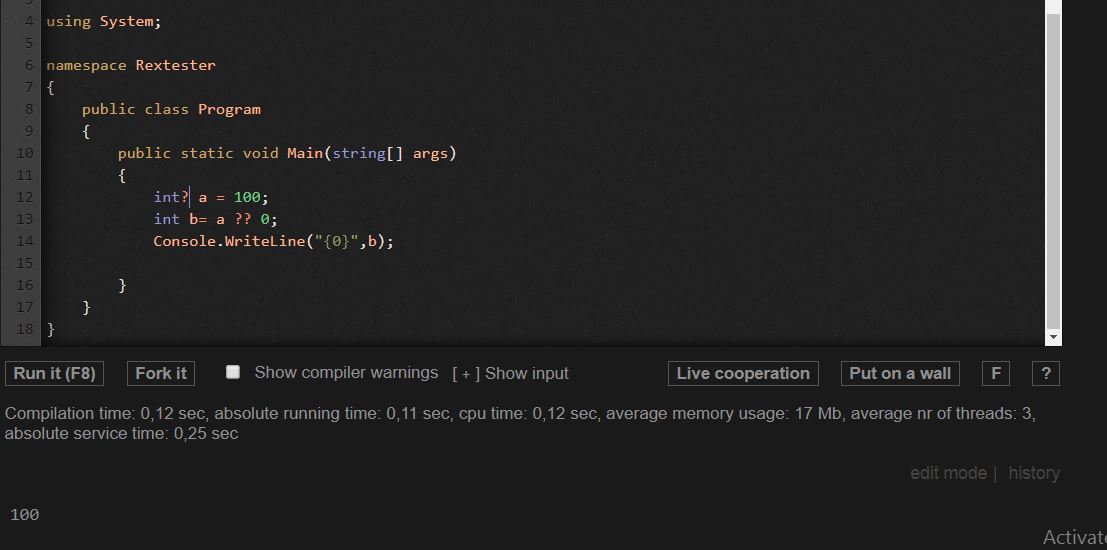 4 using System;
5
6 namespace Rextester
7 {
8 public class Program
9 {
10 public static void Main(string[] args)
11 {
12 int? a = 100;
13 int b= a ?? 0;
14 Console.WriteLine("{0}",b);
15
16 }
17 }
18 }
Run it (F8) Fork it Show compiler warnings [ + ] Show input Live cooperation Put on a wall F ?
Compilation time: 0,12 sec, absolute running time: 0,11 sec, cpu time: 0,12 sec, average memory usage: 17 Mb, average nr of threads: 3,
absolute service time: 0,25 sec
edit mode | history
100
Activat